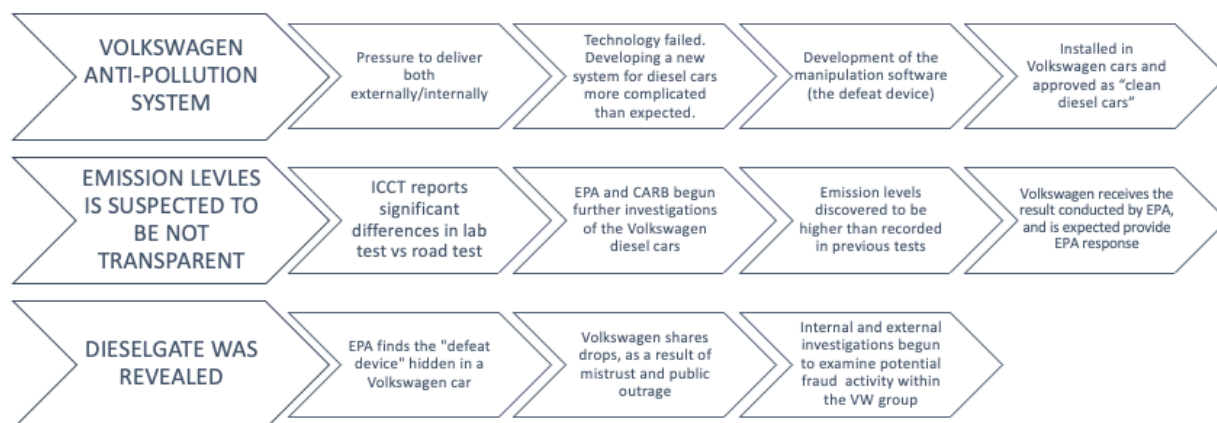 VOLKSWAGEN
ANTI-POLLUTION
SYSTEM
Pressure to deliver
both
externally/internally
Technology failed.
Developing a new
system for diesel cars
more complicated
than expected.
Development of the
manipulation software
(the defeat device)
Installed in
Volkswagen cars and
approved as “clean
diesel cars”
EMISSION LEVLES
IS SUSPECTED TO
BE NOT
TRANSPARENT
ICCT reports
significant
differences in lab
test vs road test
EPA and CARB begun
further investigations
of the Volkswagen
diesel cars
Emission levels
discovered to be
higher than recorded
in previous tests
Volkswagen receives the
result conducted by EPA,
and is expected provide
EPA response
DIESELGATE WAS
REVEALED
EPA finds the "defeat
device" hidden in a
Volkswagen car
Volkswagen shares
drops, as a result of
mistrust and public
outrage
Internal and external
investigations begun
to examine potential
fraud activity within
the VW group